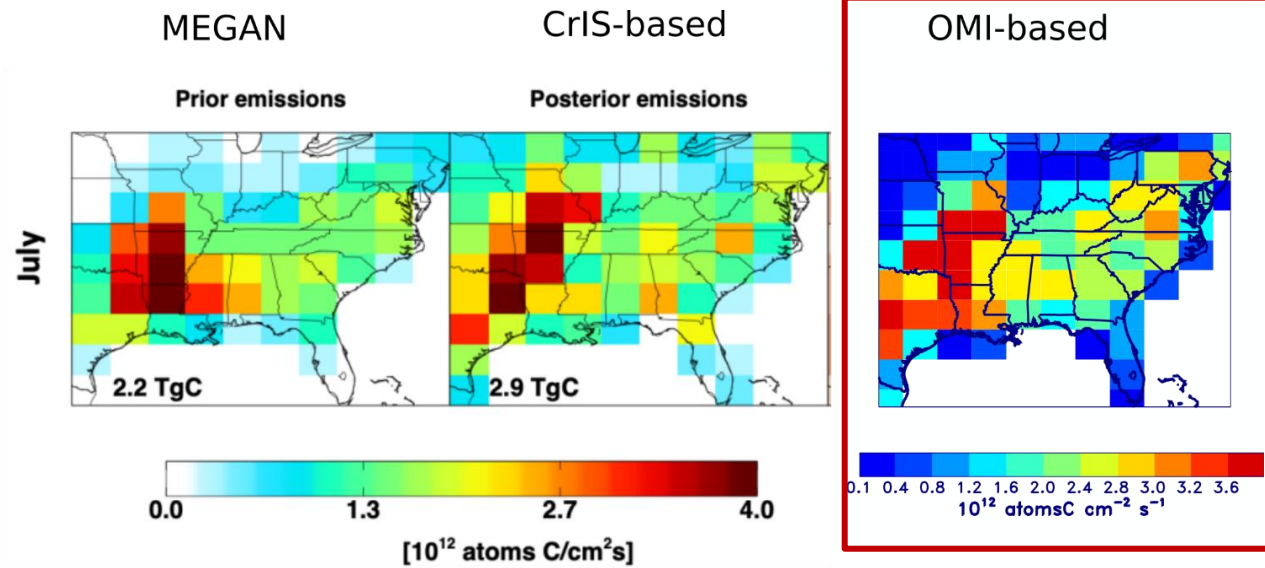 MEGAN
CrIS-based
OMI-based
Prior emissions
Posterior emissions
July
2.2 TgC
2.9 TgC
0.0 1.3 2.7 4.0
[10¹² atoms C/cm²s]
0.1 0.4 0.8 1.2 1.6 2.0 2.4 2.8 3.0 3.2 3.6
10¹² atomsC cm⁻² s⁻¹